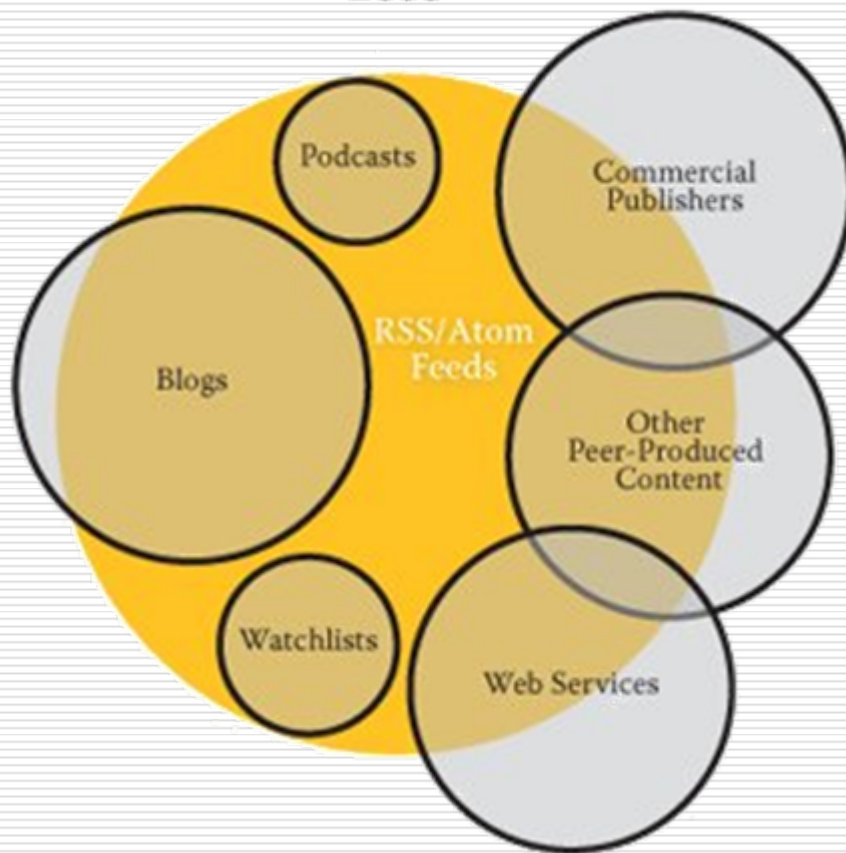 Podcasts
Commercial
Publishers
RSS/Atom
Feeds
Blogs
Other
Peer-Produced
Content
Watchlists
Web Services